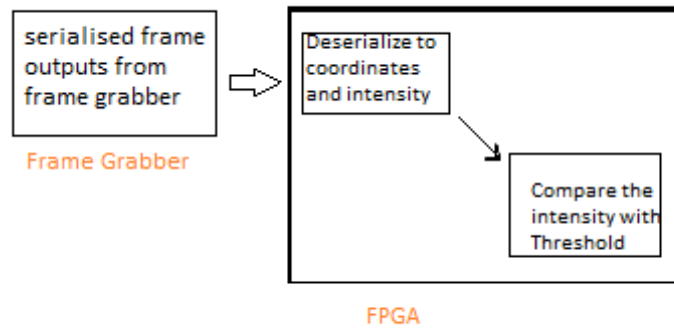 serialised frame
outputs from
frame grabber
Frame Grabber
Deserialize to
coordinates
and intensity
Compare the
intensity with
Threshold
FPGA